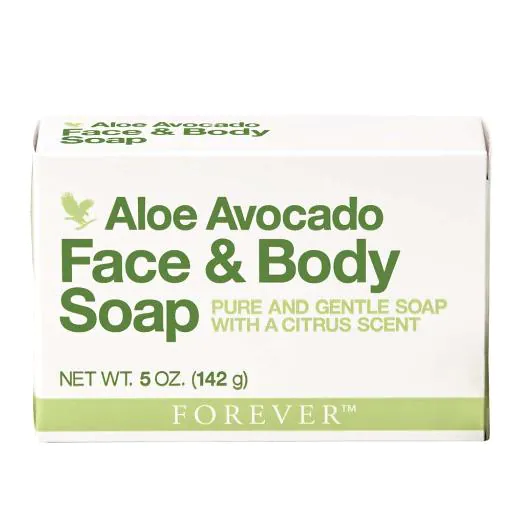 Aloe Avocado
Face & Body
Soap
Aloe Avocado
Face & Body
Soap
PURE AND GENTLE SOAP
WITH A CITRUS SCENT
NET WT. 5 OZ. (142 g)
FOREVER™